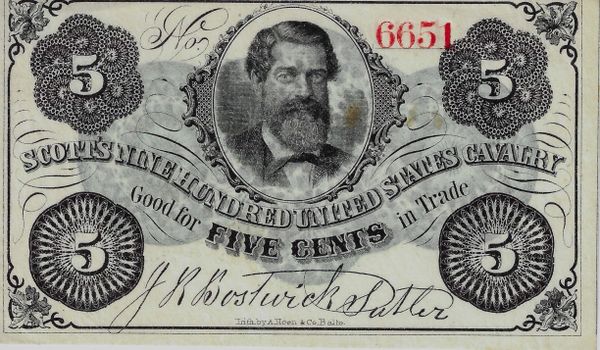 No. 6651
5 5
SCOTT'S NINE HUNDRED UNITED STATES CAVALRY
Good for FIVE CENTS in Trade
5 5
J R Bostwick Sutler
Lith. by A. Hoen & Co. Balto.